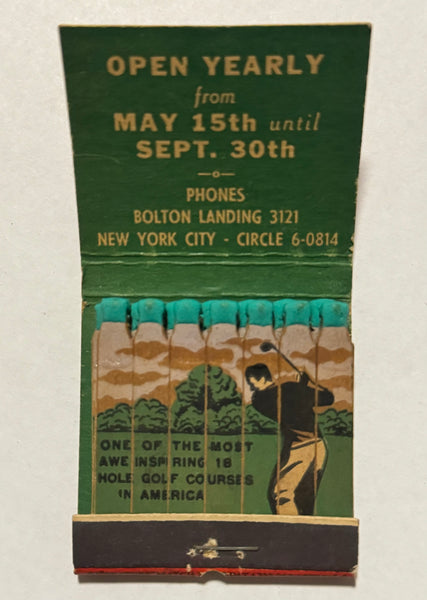 OPEN YEARLY
from
MAY 15th until
SEPT. 30th
PHONES
BOLTON LANDING 3121
NEW YORK CITY - CIRCLE 6-0814
ONE OF THE MOST
AWE INSPIRING 18
HOLE GOLF COURSES
IN AMERICA